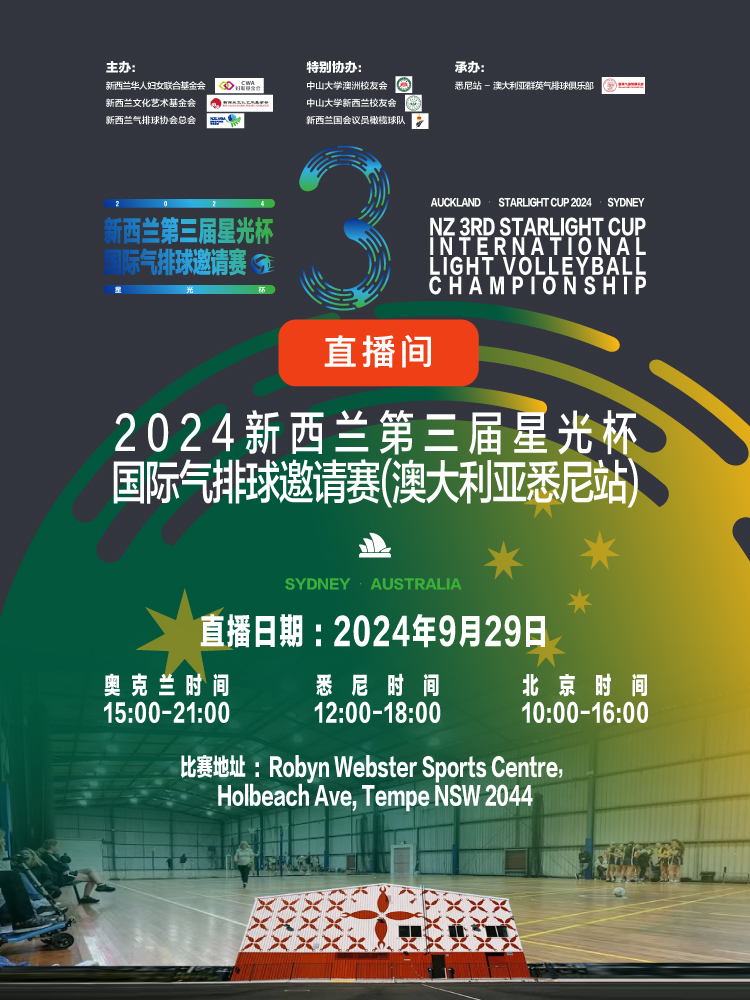 主办：
新西兰华人妇女联合基金会
CWA
新西兰文化艺术基金会
新西兰气排球协会总会
特别协办：
中山大学澳洲校友会
中山大学新西兰校友会
新西兰国会议员橄榄球队
承办：
悉尼站 - 澳大利亚群英气排球俱乐部
2 0 2 4
新西兰第三届星光杯
国际气排球邀请赛
星 光 杯
3
AUCKLAND · STARLIGHT CUP 2024 · SYDNEY
NZ 3RD STARLIGHT CUP
INTERNATIONAL
LIGHT VOLLEYBALL
CHAMPIONSHIP
直播间
2024新西兰第三届星光杯
国际气排球邀请赛(澳大利亚悉尼站)
SYDNEY · AUSTRALIA
直播日期：2024年9月29日
奥克兰时间
15:00-21:00
悉尼时间
12:00-18:00
北京时间
10:00-16:00
比赛地址：Robyn Webster Sports Centre,
Holbeach Ave, Tempe NSW 2044